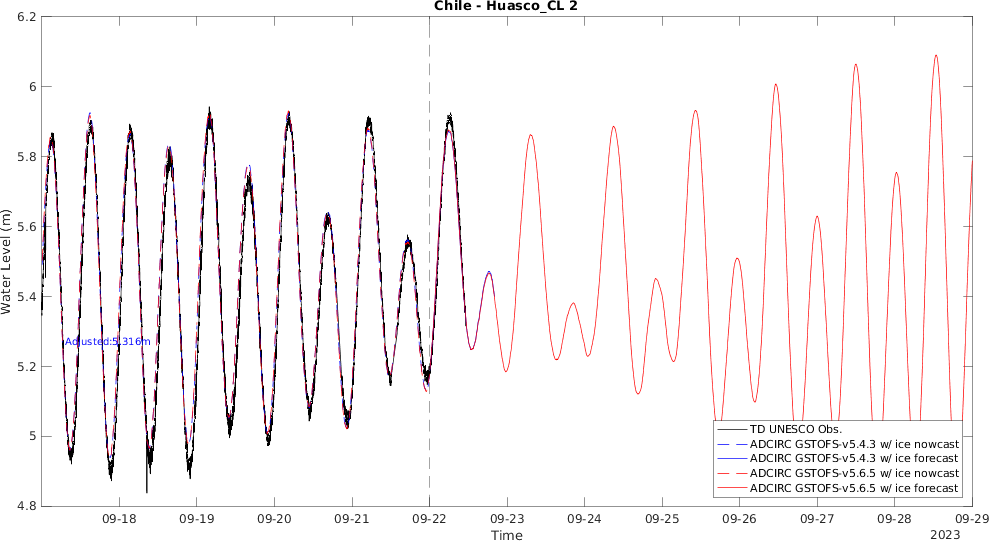 Chile - Huasco_CL 2
6.2
6
5.8
5.6
5.4
5.2
5
4.8
Water Level (m)
Adjusted:5.316m
TD UNESCO Obs.
ADCIRC GSTOFS-v5.4.3 w/ ice nowcast
ADCIRC GSTOFS-v5.4.3 w/ ice forecast
ADCIRC GSTOFS-v5.6.5 w/ ice nowcast
ADCIRC GSTOFS-v5.6.5 w/ ice forecast
09-18 09-19 09-20 09-21 09-22 09-23 09-24 09-25 09-26 09-27 09-28 09-29
Time
2023